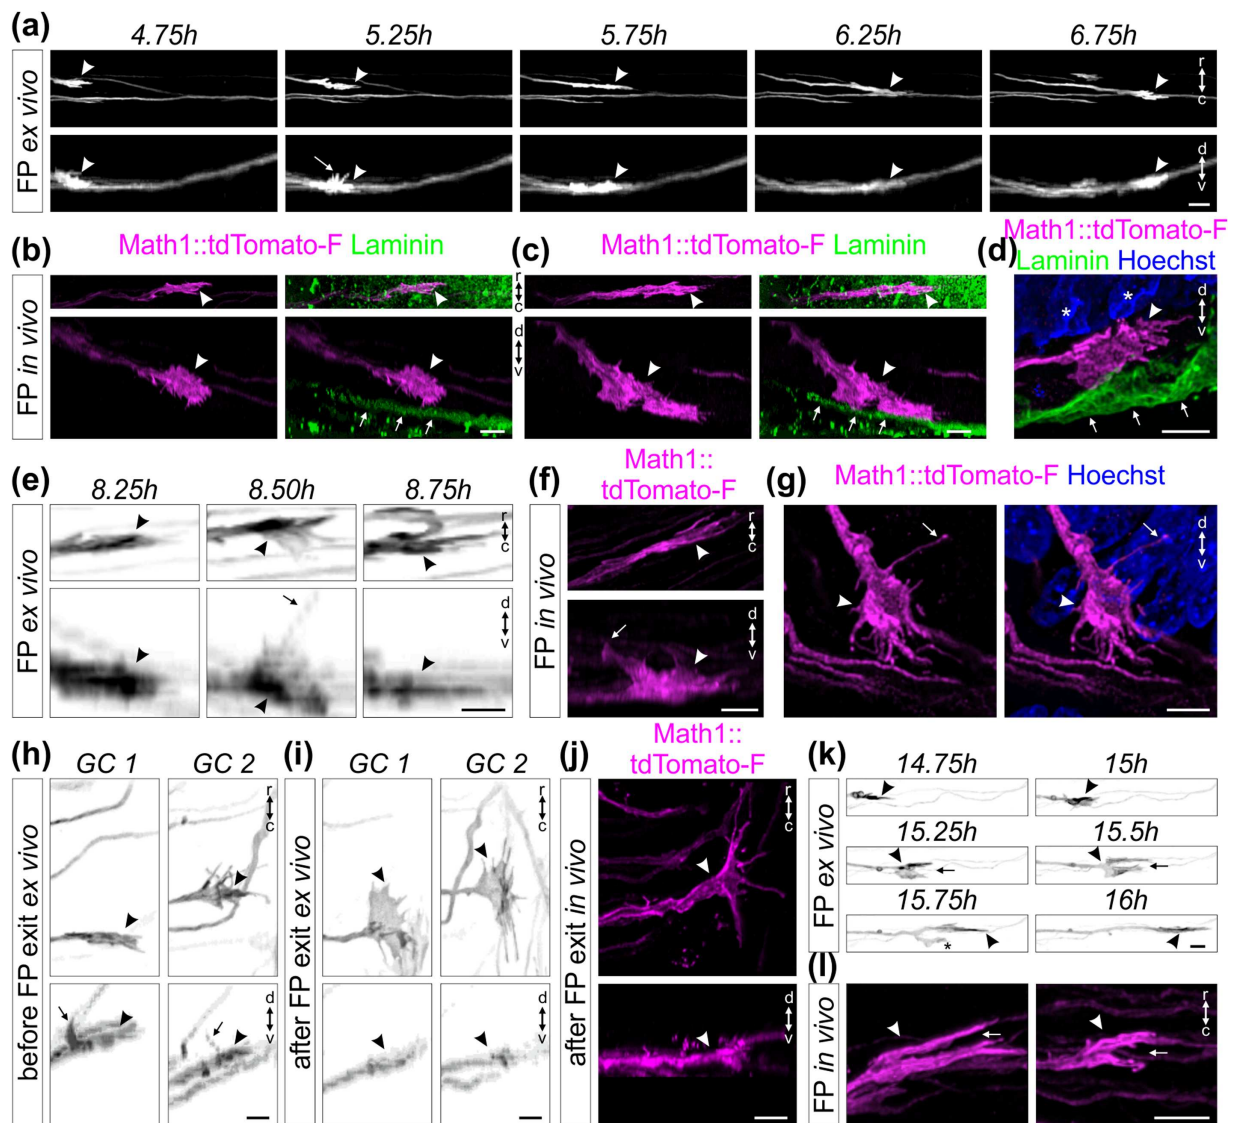 (a)
4.75h 5.25h 5.75h 6.25h 6.75h
FP ex vivo
r
c
d
v
(b) Math1::tdTomato-F Laminin
(c) Math1::tdTomato-F Laminin
(d) Math1::tdTomato-F
Laminin Hoechst
FP in vivo
r
c
d
v
d
v
*
*
(e)
8.25h 8.50h 8.75h
FP ex vivo
r
c
d
v
(f) Math1::
tdTomato-F
FP in vivo
r
c
d
v
(g) Math1::tdTomato-F Hoechst
d
v
(h) GC 1 GC 2
before FP exit ex vivo
r
c
d
v
(i) GC 1 GC 2
after FP exit ex vivo
r
c
d
v
(j) Math1::
tdTomato-F
after FP exit in vivo
r
c
d
v
(k)
14.75h 15h
15.25h 15.5h
15.75h 16h
FP ex vivo
*
(l)
FP in vivo
r
c